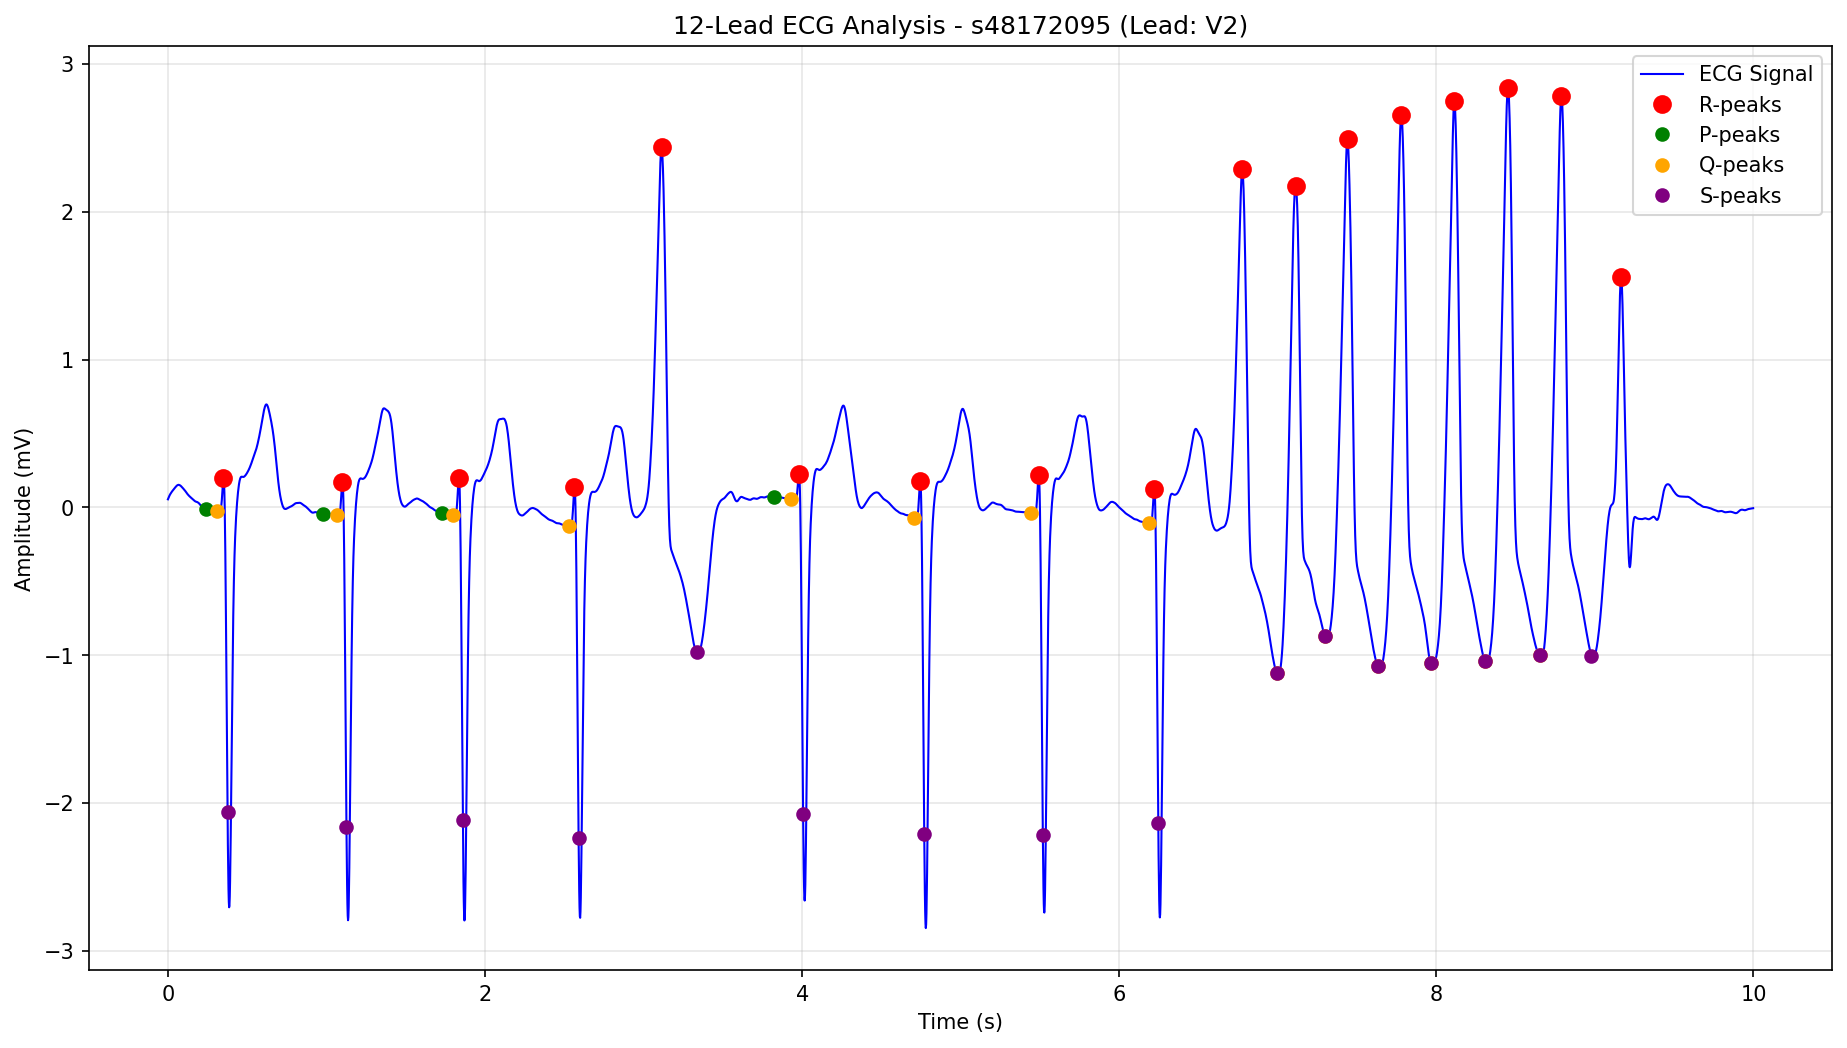 12-Lead ECG Analysis - s48172095 (Lead: V2)
ECG Signal
R-peaks
P-peaks
Q-peaks
S-peaks
Amplitude (mV)
3
2
1
0
−1
−2
−3
0 2 4 6 8 10
Time (s)